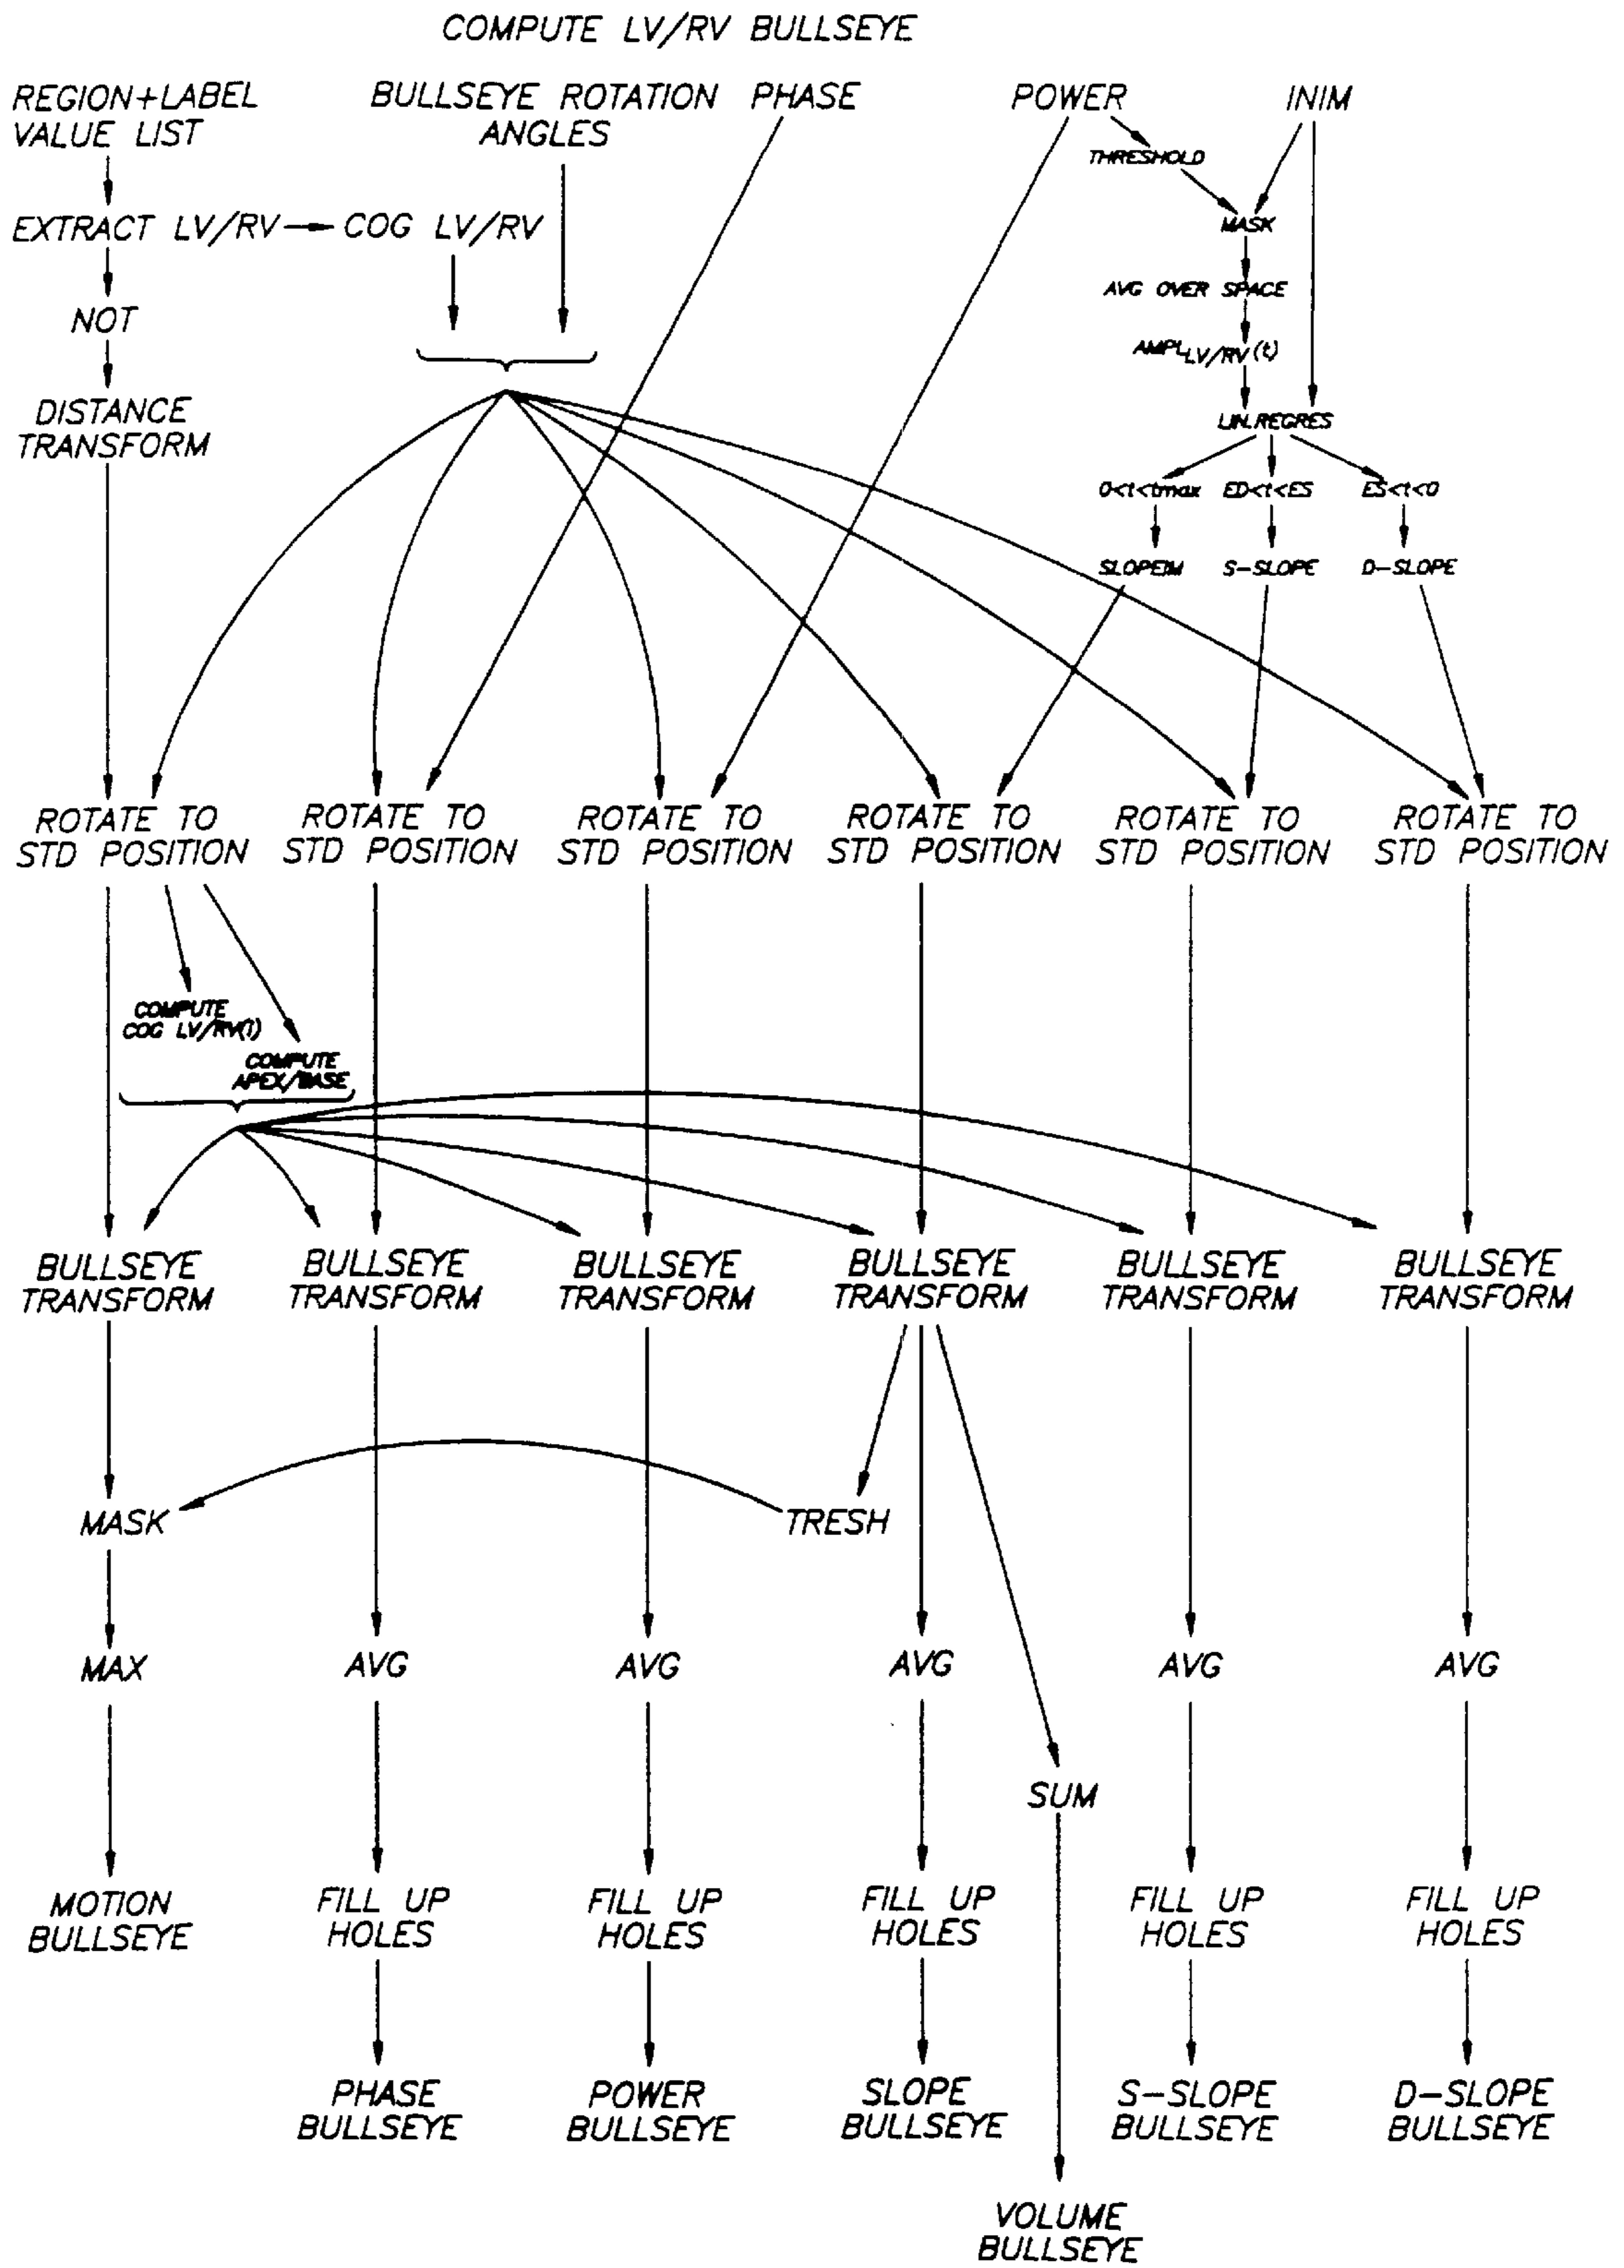 COMPUTE LV/RV BULLSEYE
REGION+LABEL
VALUE LIST
BULLSEYE ROTATION
ANGLES
PHASE
POWER
INIM
THRESHOLD
EXTRACT LV/RV
COG LV/RV
MASK
AVG OVER SPACE
NOT
AMPL LV/RV (t)
DISTANCE
TRANSFORM
LIN.REGRES
0<t<tmax
ED<t<ES
ES<t<0
SLOPEIM
S-SLOPE
D-SLOPE
ROTATE TO
STD POSITION
ROTATE TO
STD POSITION
ROTATE TO
STD POSITION
ROTATE TO
STD POSITION
ROTATE TO
STD POSITION
ROTATE TO
STD POSITION
COMPUTE
COG LV/RV(1)
COMPUTE
APEX/BASE
BULLSEYE
TRANSFORM
BULLSEYE
TRANSFORM
BULLSEYE
TRANSFORM
BULLSEYE
TRANSFORM
BULLSEYE
TRANSFORM
BULLSEYE
TRANSFORM
MASK
TRESH
MAX
AVG
AVG
AVG
AVG
AVG
SUM
MOTION
BULLSEYE
FILL UP
HOLES
FILL UP
HOLES
FILL UP
HOLES
FILL UP
HOLES
FILL UP
HOLES
PHASE
BULLSEYE
POWER
BULLSEYE
SLOPE
BULLSEYE
S-SLOPE
BULLSEYE
D-SLOPE
BULLSEYE
VOLUME
BULLSEYE